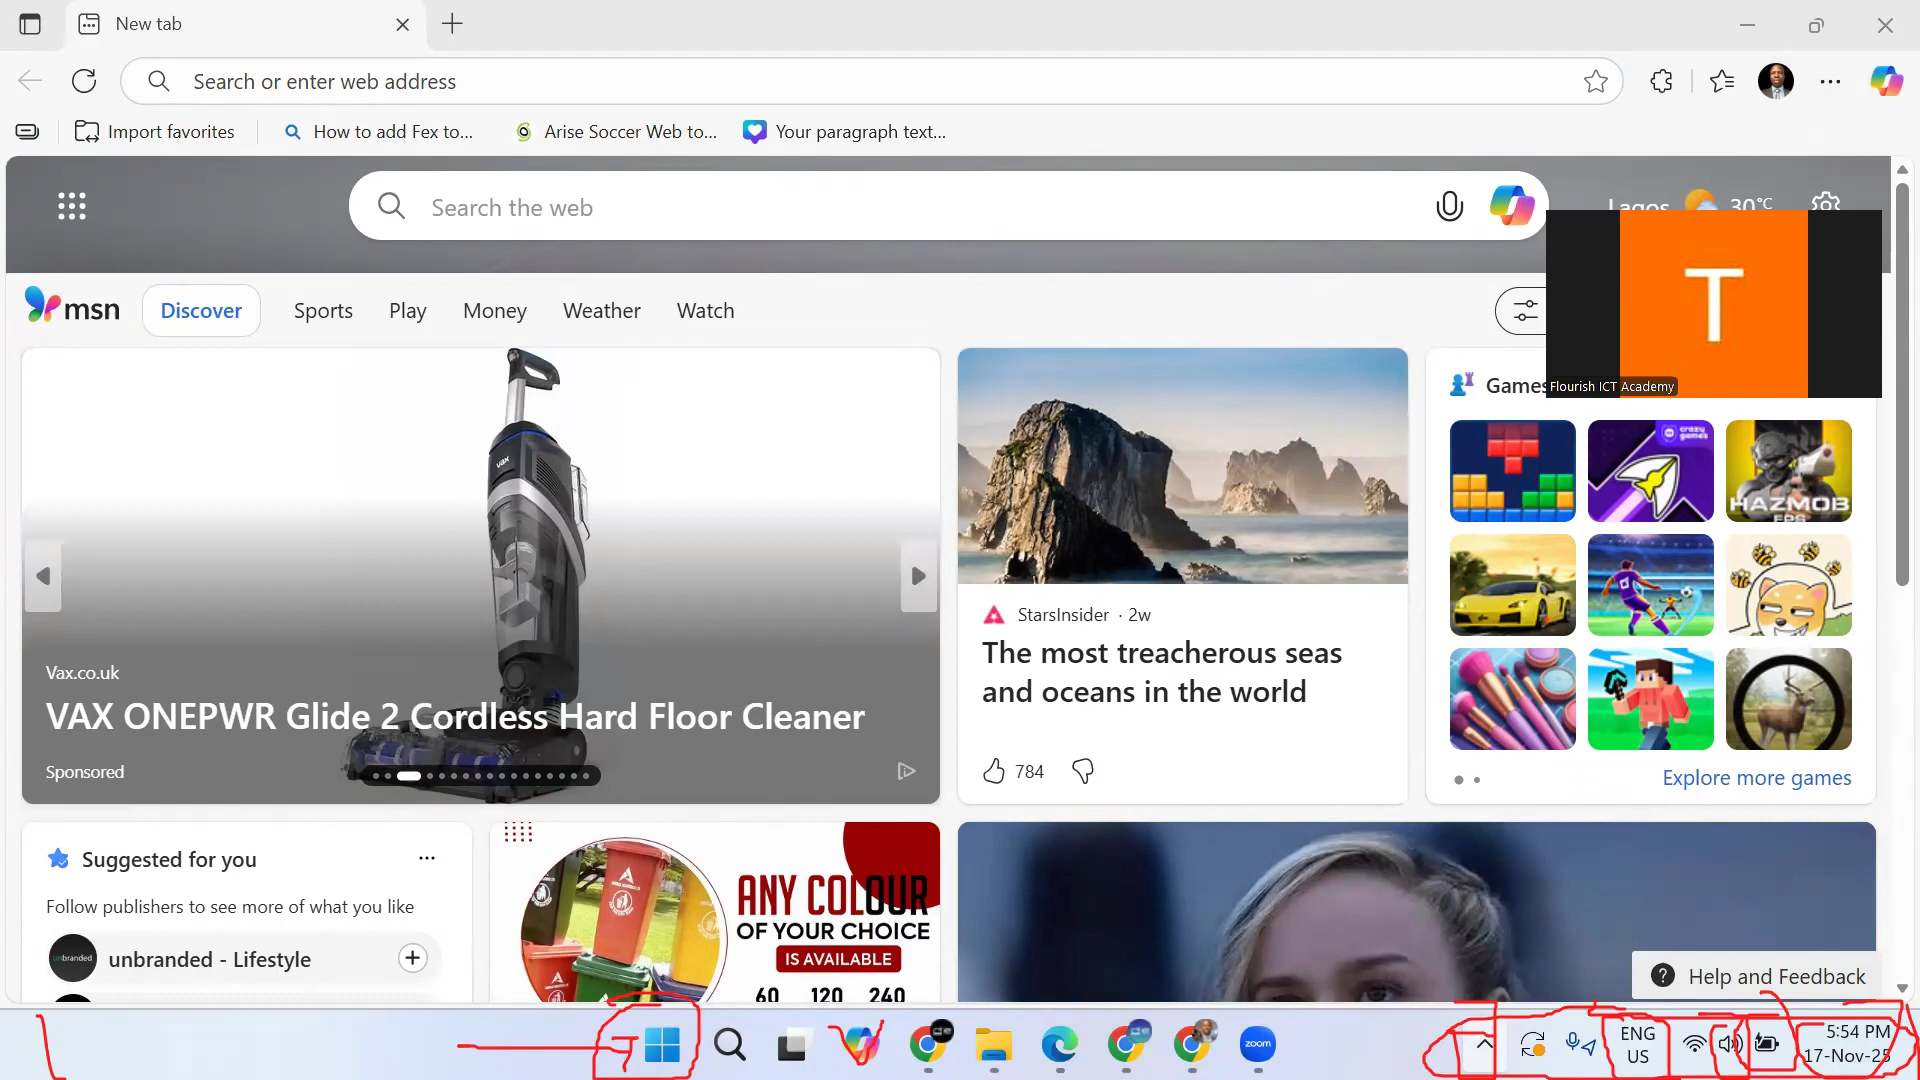 New tab
Search or enter web address
Import favorites
How to add Fex to...
Arise Soccer Web to...
Your paragraph text...
Search the web
Lagos
30°C
msn
Discover
Sports
Play
Money
Weather
Watch
T
Flourish ICT Academy
vax
Vax.co.uk
VAX ONEPWR Glide 2 Cordless Hard Floor Cleaner
Sponsored
StarsInsider · 2w
The most treacherous seas
and oceans in the world
784
Games
crazy
games
HAZMOB
FPS
Explore more games
Suggested for you
Follow publishers to see more of what you like
unbranded
unbranded - Lifestyle
ANY COLOUR
OF YOUR CHOICE
IS AVAILABLE
60 120 240
Help and Feedback
zoom
ENG
US
5:54 PM
17-Nov-25